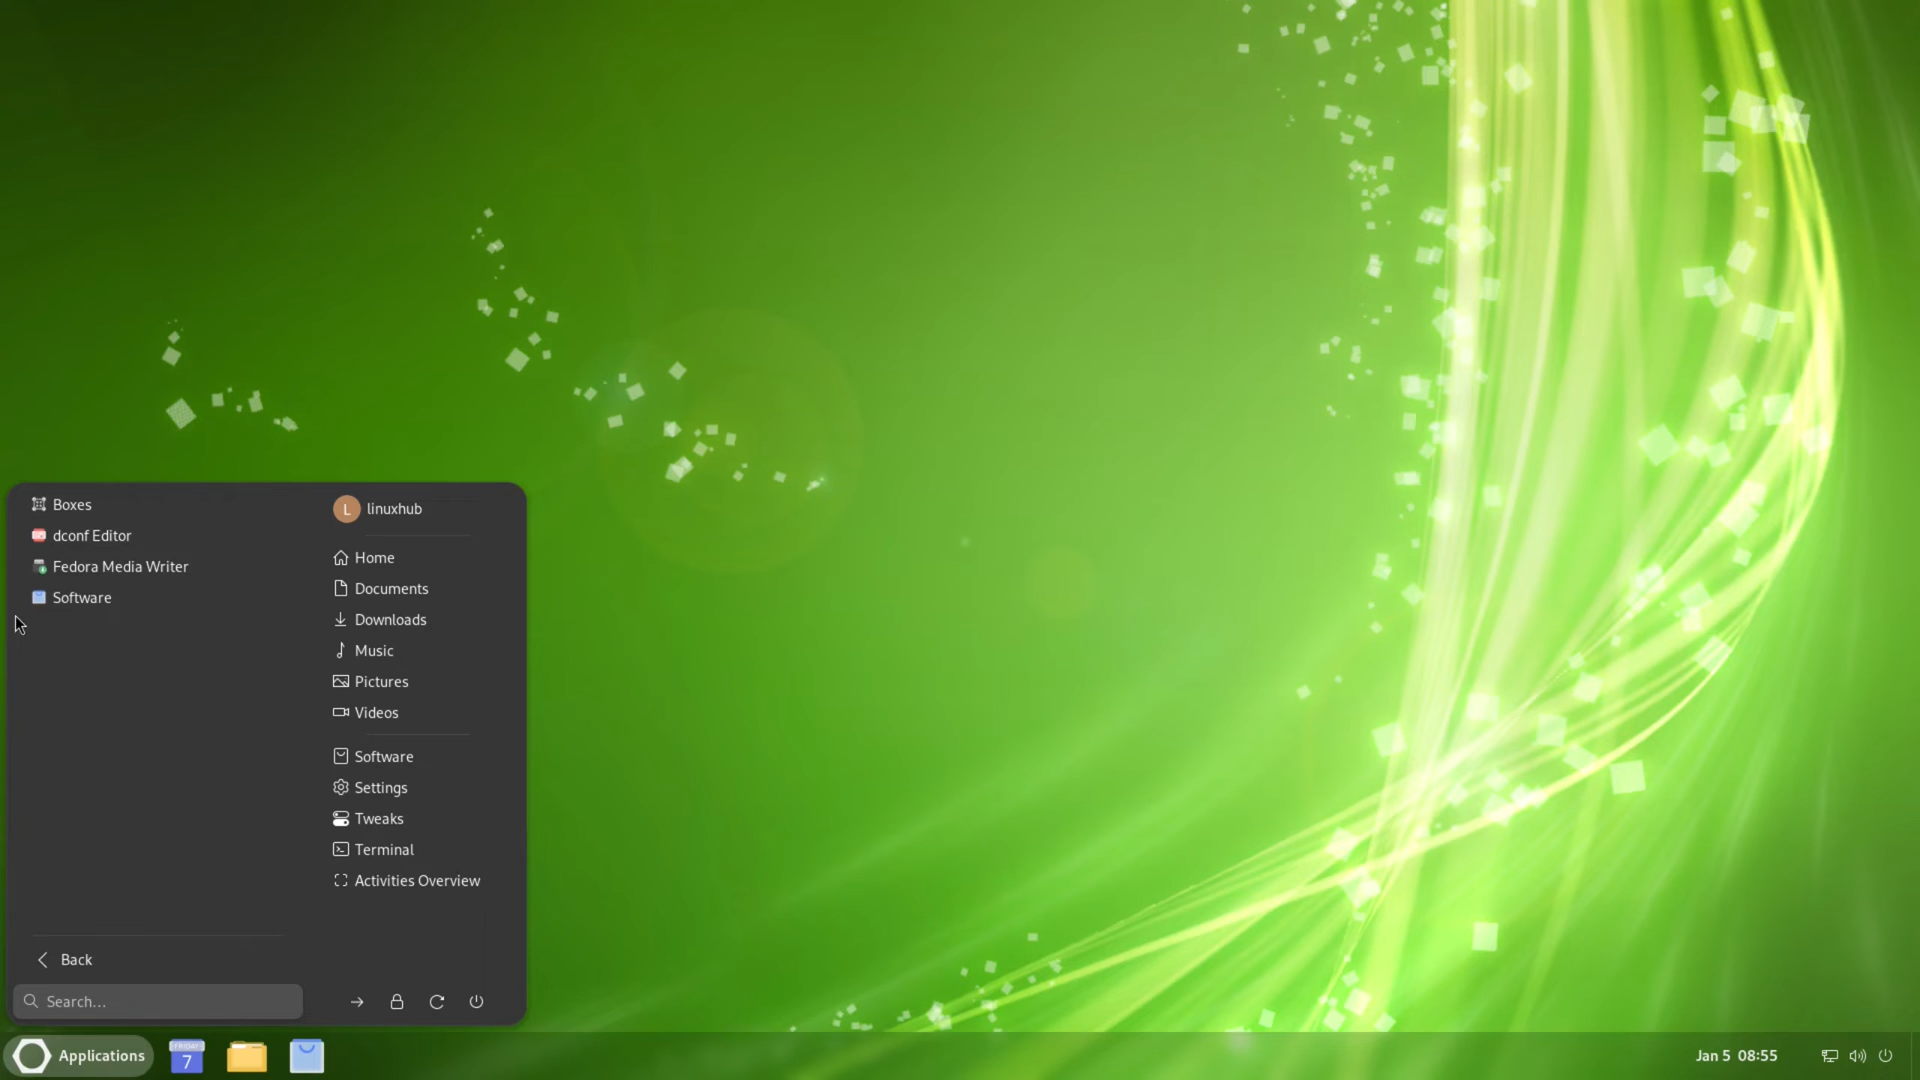 Boxes
dconf Editor
Fedora Media Writer
Software
Back
Search...
L linuxhub
Home
Documents
Downloads
Music
Pictures
Videos
Software
Settings
Tweaks
Terminal
Activities Overview
Applications
FRIDAY
7
Jan 5 08:55